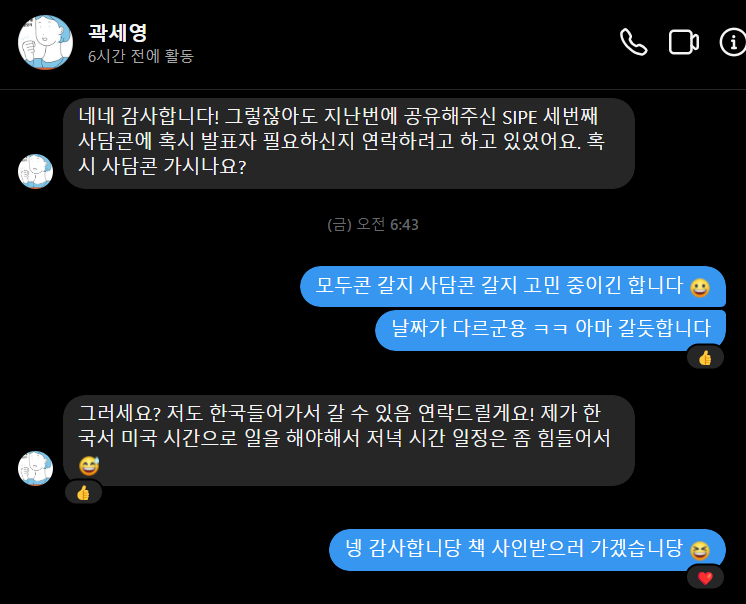 곽세영
6시간 전에 활동
네네 감사합니다! 그렇잖아도 지난번에 공유해주신 SIPE 세번째
사담콘에 혹시 발표자 필요하신지 연락하려고 하고 있었어요. 혹
시 사담콘 가시나요?
(금) 오전 6:43
모두콘 갈지 사담콘 갈지 고민 중이긴 합니다 😀
날짜가 다르군용 ㅋㅋ 아마 갈듯합니다
👍
그러세요? 저도 한국들어가서 갈 수 있음 연락드릴게요! 제가 한
국서 미국 시간으로 일을 해야해서 저녁 시간 일정은 좀 힘들어서
😅
👍
넹 감사합니당 책 사인받으러 가겠습니당 😆
❤️